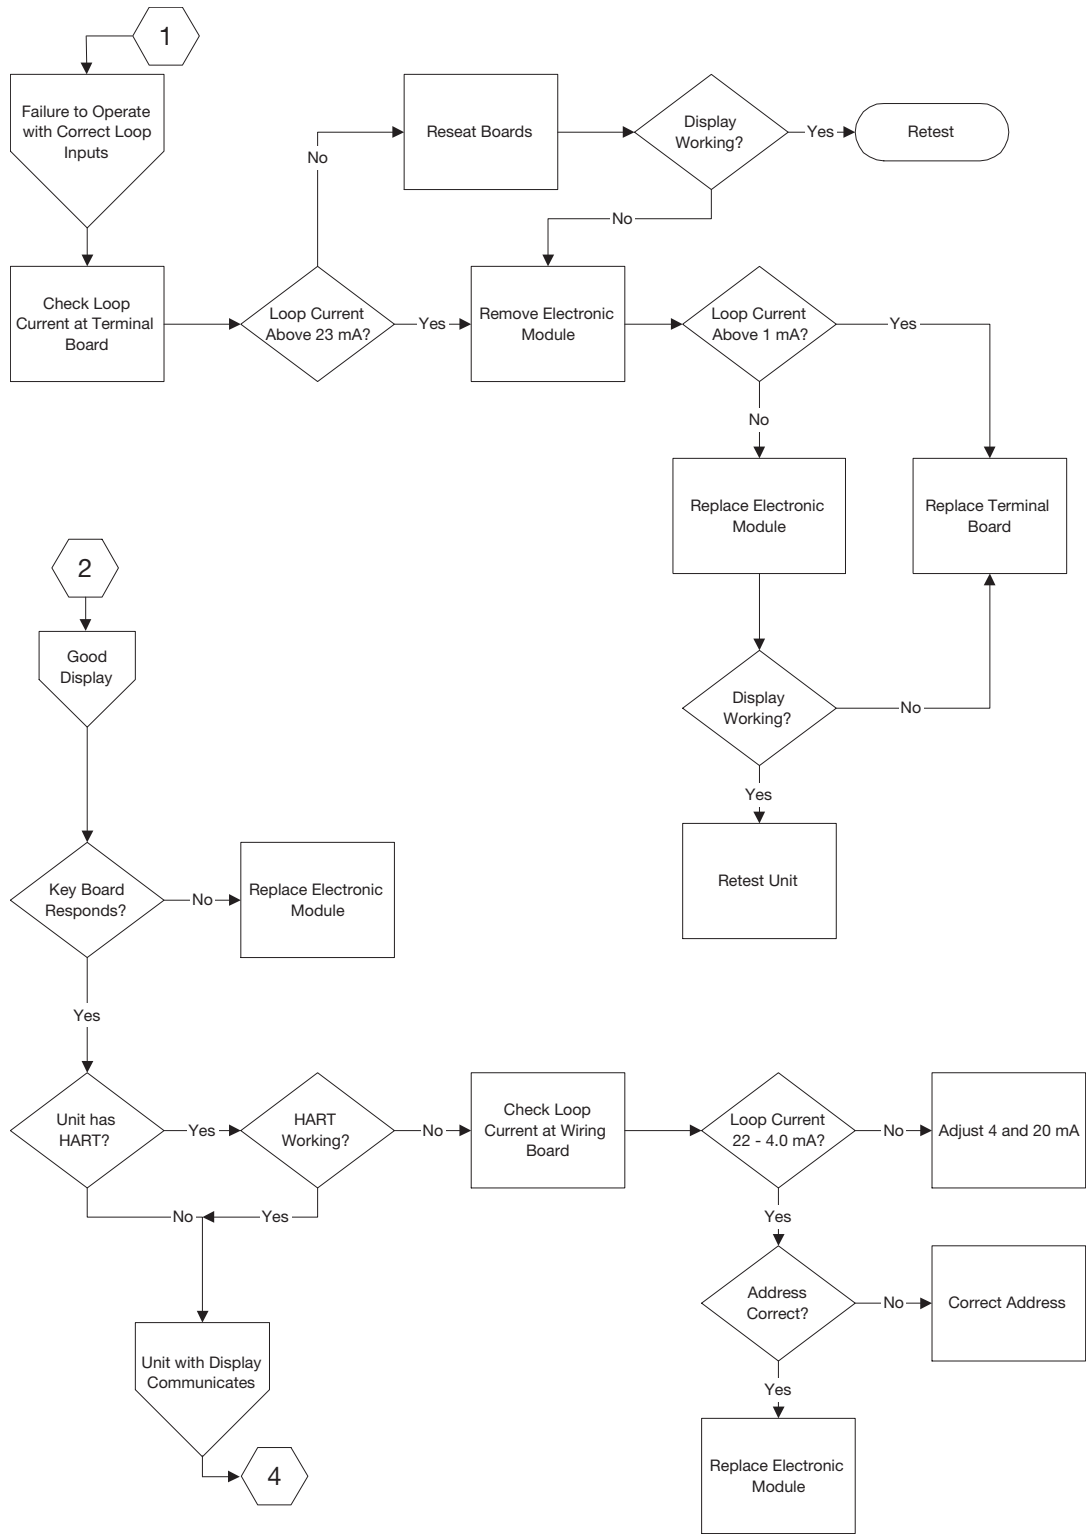 1
Failure to Operate
with Correct Loop
Inputs
Reseat Boards
Display
Working?
Yes
Retest
No
No
Check Loop
Current at Terminal
Board
Loop Current
Above 23 mA?
Yes
Remove Electronic
Module
Loop Current
Above 1 mA?
Yes
No
Replace Electronic
Module
Replace Terminal
Board
Display
Working?
No
Yes
Retest Unit
2
Good
Display
Key Board
Responds?
No
Replace Electronic
Module
Yes
Unit has
HART?
Yes
HART
Working?
No
Check Loop
Current at Wiring
Board
Loop Current
22 - 4.0 mA?
No
Adjust 4 and 20 mA
No
Yes
Yes
Address
Correct?
No
Correct Address
Unit with Display
Communicates
Yes
4
Replace Electronic
Module